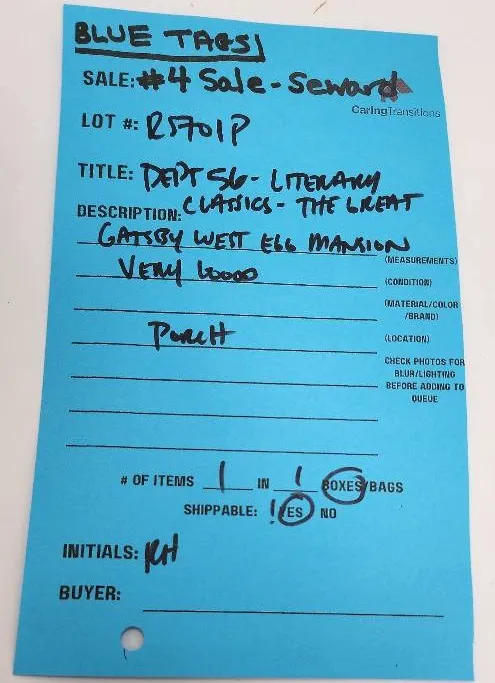 BLUE TAGS!
SALE: #4 Sale - Seward
CaringTransitions
LOT #: R5701P
TITLE: DEPT 56 - LITERARY
DESCRIPTION: CLASSICS - THE GREAT
GATSBY WEST EGG MANSION
(MEASUREMENTS)
VERY GOOD
(CONDITION)
(MATERIAL/COLOR
/BRAND)
PORCH
(LOCATION)
CHECK PHOTOS FOR
BLUR/LIGHTING
BEFORE ADDING TO
QUEUE
# OF ITEMS 1 IN 1 BOXES/BAGS
SHIPPABLE: YES NO
INITIALS: RH
BUYER: